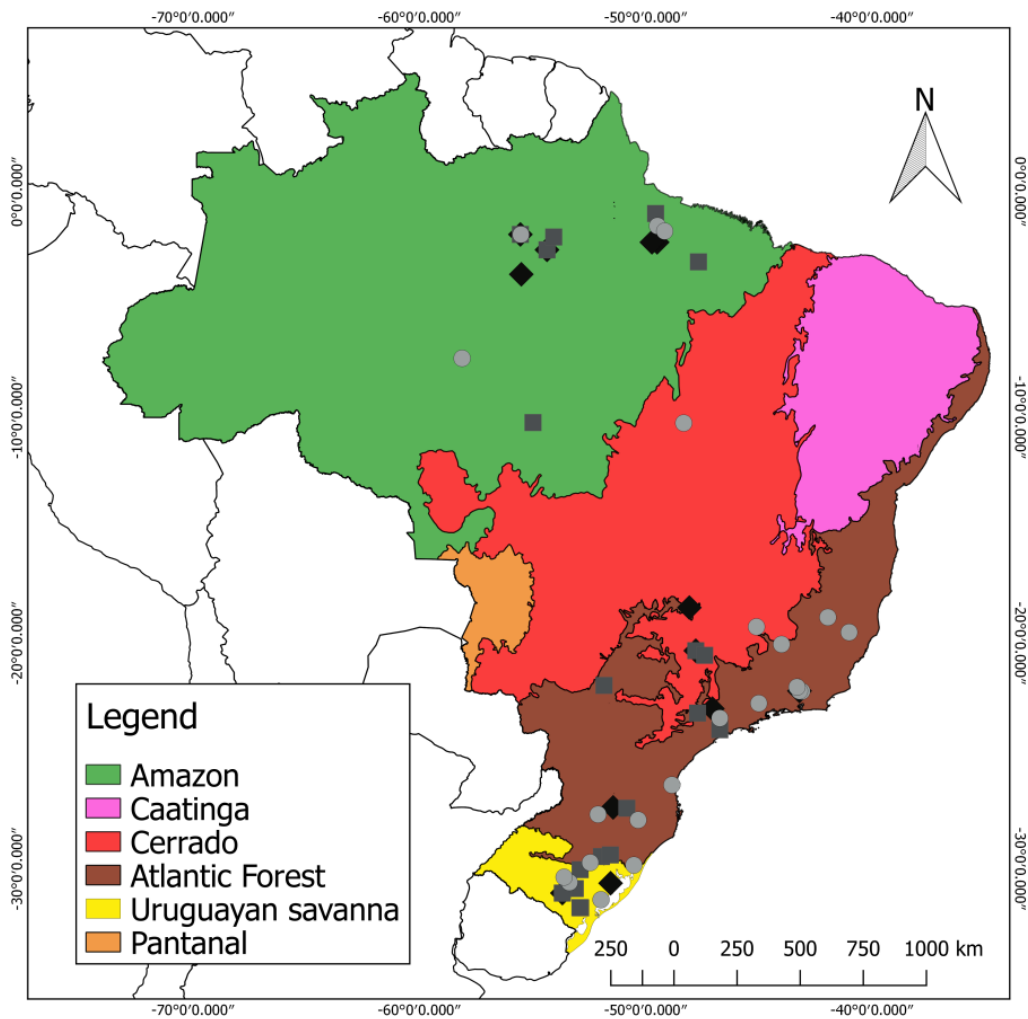 -70°0'0.000" -60°0'0.000" -50°0'0.000" -40°0'0.000"
N
0°0'0.000" 0°0'0.000"
-10°0'0.000" -10°0'0.000"
-20°0'0.000" -20°0'0.000"
-30°0'0.000" -30°0'0.000"
Legend
Amazon
Caatinga
Cerrado
Atlantic Forest
Uruguayan savanna
Pantanal
250 0 250 500 750 1000 km
-70°0'0.000" -60°0'0.000" -50°0'0.000" -40°0'0.000"